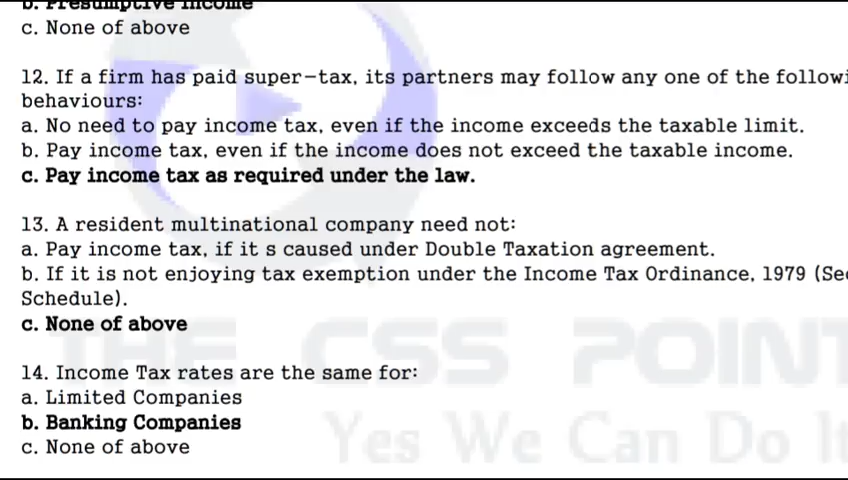 b. Presumptive Income
c. None of above
12. If a firm has paid super-tax, its partners may follow any one of the followi
behaviours:
a. No need to pay income tax, even if the income exceeds the taxable limit.
b. Pay income tax, even if the income does not exceed the taxable income.
c. Pay income tax as required under the law.
13. A resident multinational company need not:
a. Pay income tax, if it s caused under Double Taxation agreement.
b. If it is not enjoying tax exemption under the Income Tax Ordinance, 1979 (Sec
Schedule).
c. None of above
14. Income Tax rates are the same for:
a. Limited Companies
b. Banking Companies
c. None of above
THE CSS POINT
Yes We Can Do It